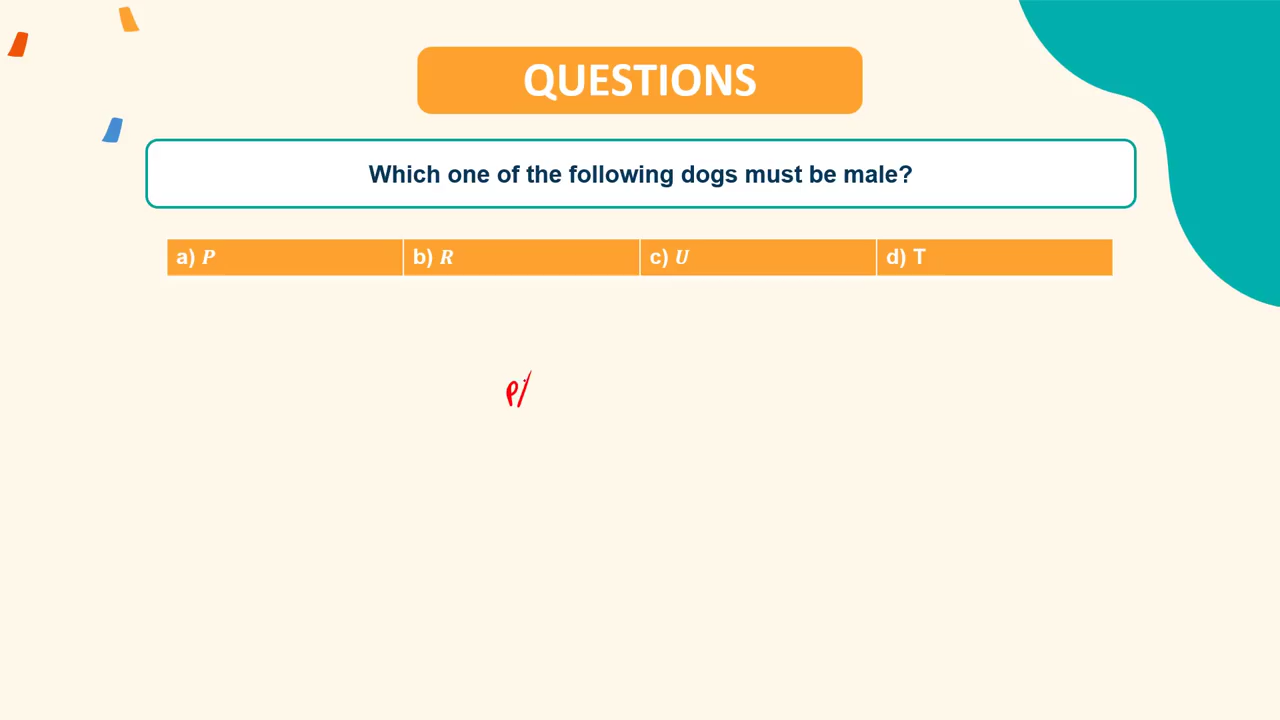 QUESTIONS
Which one of the following dogs must be male?
a) P b) R c) U d) T
P/